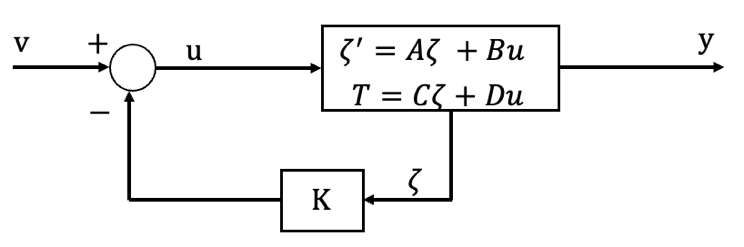 v
+
u
ζ′ = Aζ + Bu
T = Cζ + Du
y
−
K
ζ